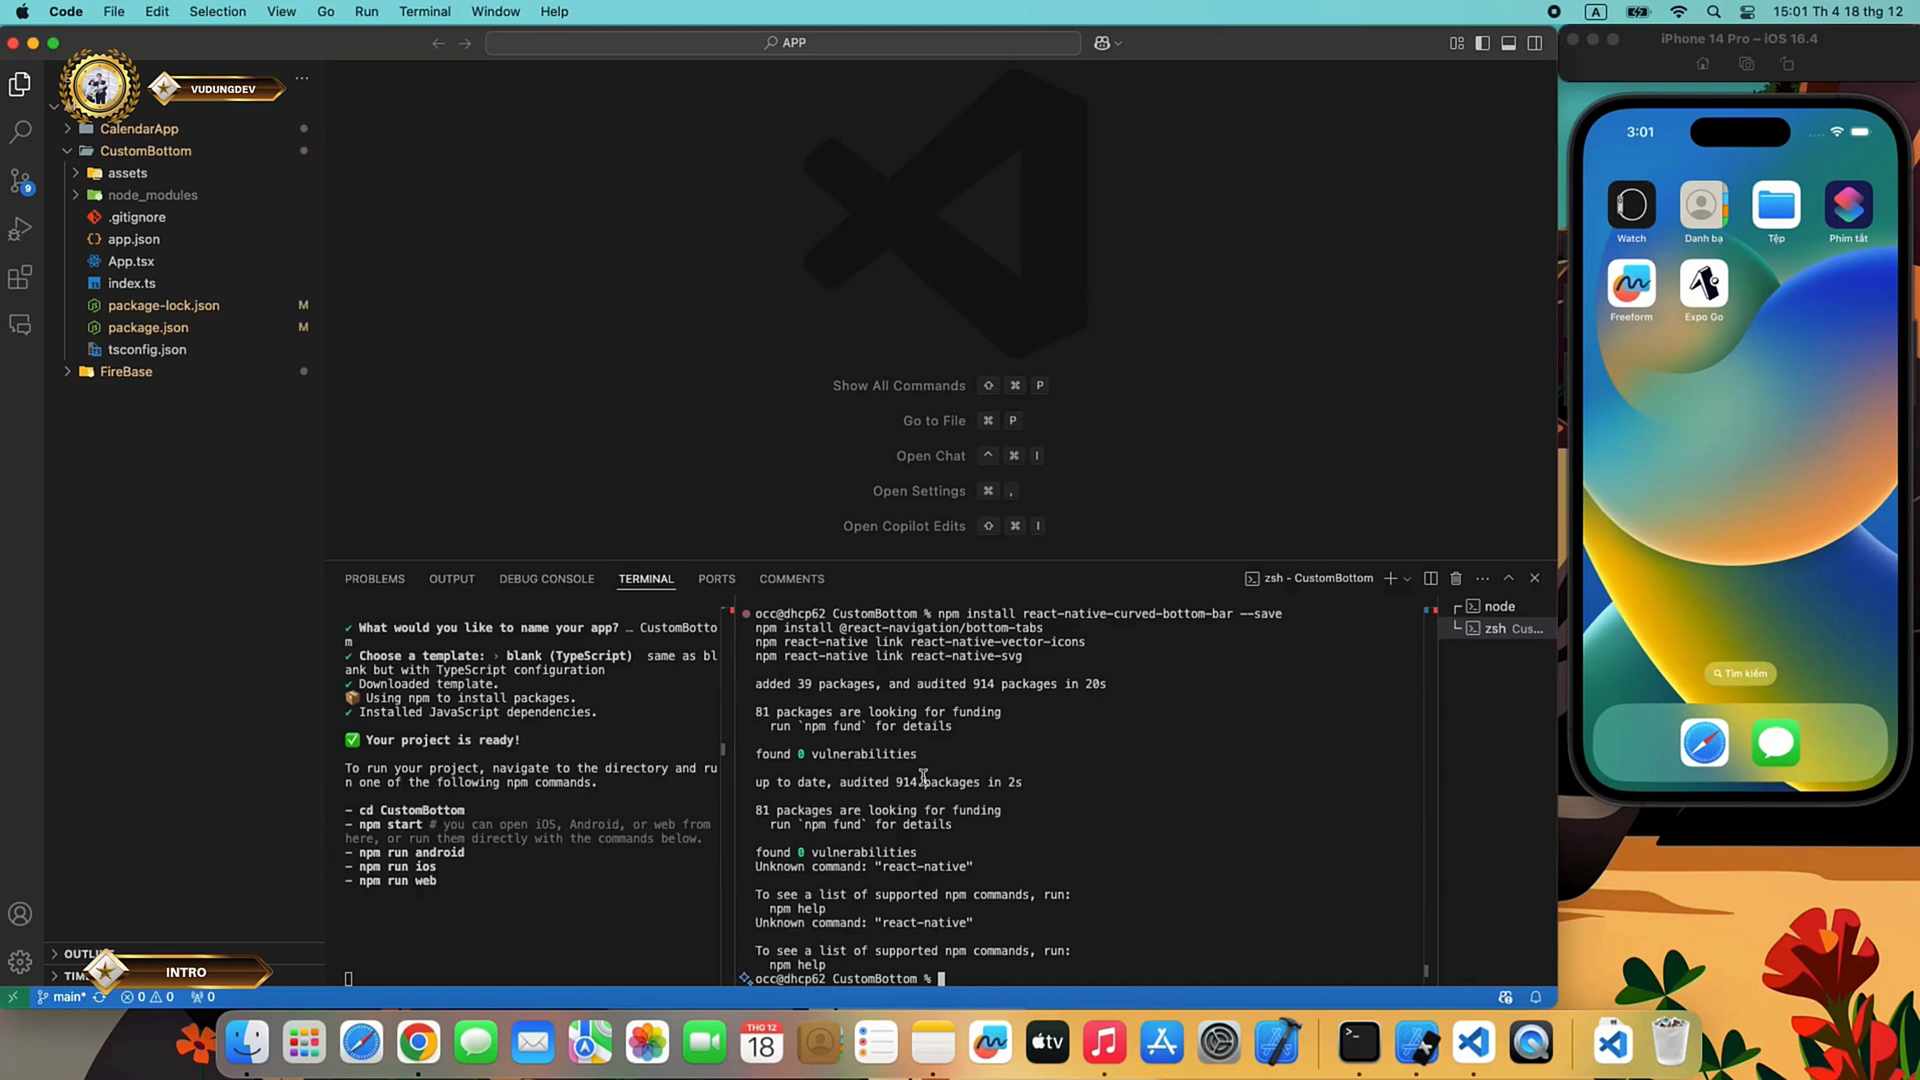 Code File Edit Selection View Go Run Terminal Window Help
A
15:01 Th 4 18 thg 12
APP
iPhone 14 Pro – iOS 16.4
VUDUNGDEV
CalendarApp
CustomBottom
assets
node_modules
.gitignore
app.json
App.tsx
index.ts
package-lock.json M
package.json M
tsconfig.json
FireBase
9
Show All Commands ⇧ ⌘ P
Go to File ⌘ P
Open Chat ^ ⌘ I
Open Settings ⌘ ,
Open Copilot Edits ⇧ ⌘ I
PROBLEMS OUTPUT DEBUG CONSOLE TERMINAL PORTS COMMENTS
zsh - CustomBottom
node
zsh Cus...
✔ What would you like to name your app? … CustomBotto
m
✔ Choose a template: › blank (TypeScript) same as bl
ank but with TypeScript configuration
✔ Downloaded template.
📦 Using npm to install packages.
✔ Installed JavaScript dependencies.
✅ Your project is ready!
To run your project, navigate to the directory and ru
n one of the following npm commands.
- cd CustomBottom
- npm start # you can open iOS, Android, or web from
here, or run them directly with the commands below.
- npm run android
- npm run ios
- npm run web
occ@dhcp62 CustomBottom % npm install react-native-curved-bottom-bar --save
npm install @react-navigation/bottom-tabs
npm react-native link react-native-vector-icons
npm react-native link react-native-svg
added 39 packages, and audited 914 packages in 20s
81 packages are looking for funding
run `npm fund` for details
found 0 vulnerabilities
up to date, audited 914 packages in 2s
81 packages are looking for funding
run `npm fund` for details
found 0 vulnerabilities
Unknown command: "react-native"
To see a list of supported npm commands, run:
npm help
Unknown command: "react-native"
To see a list of supported npm commands, run:
npm help
occ@dhcp62 CustomBottom %
OUTLI
TIM
INTRO
main* 0 0 0
3:01
Watch
Danh bạ
Tệp
Phím tắt
Freeform
Expo Go
Tìm kiếm
THG 12
18
tv